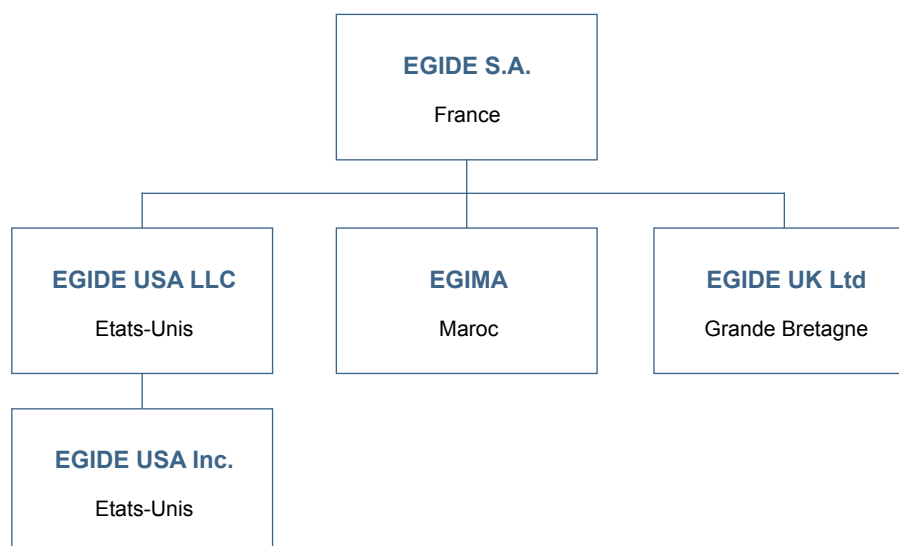 EGIDE S.A.
France
EGIDE USA LLC
Etats-Unis
EGIMA
Maroc
EGIDE UK Ltd
Grande Bretagne
EGIDE USA Inc.
Etats-Unis